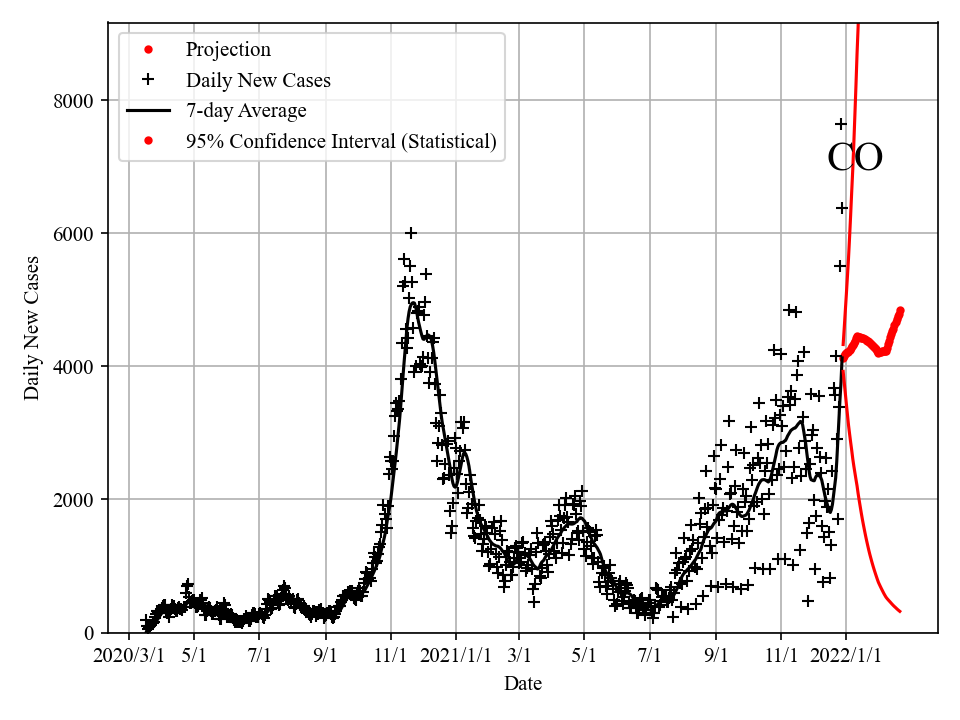 Projection
Daily New Cases
7-day Average
95% Confidence Interval (Statistical)
CO
8000
6000
4000
2000
0
Daily New Cases
2020/3/1 5/1 7/1 9/1 11/1 2021/1/1 3/1 5/1 7/1 9/1 11/1 2022/1/1
Date